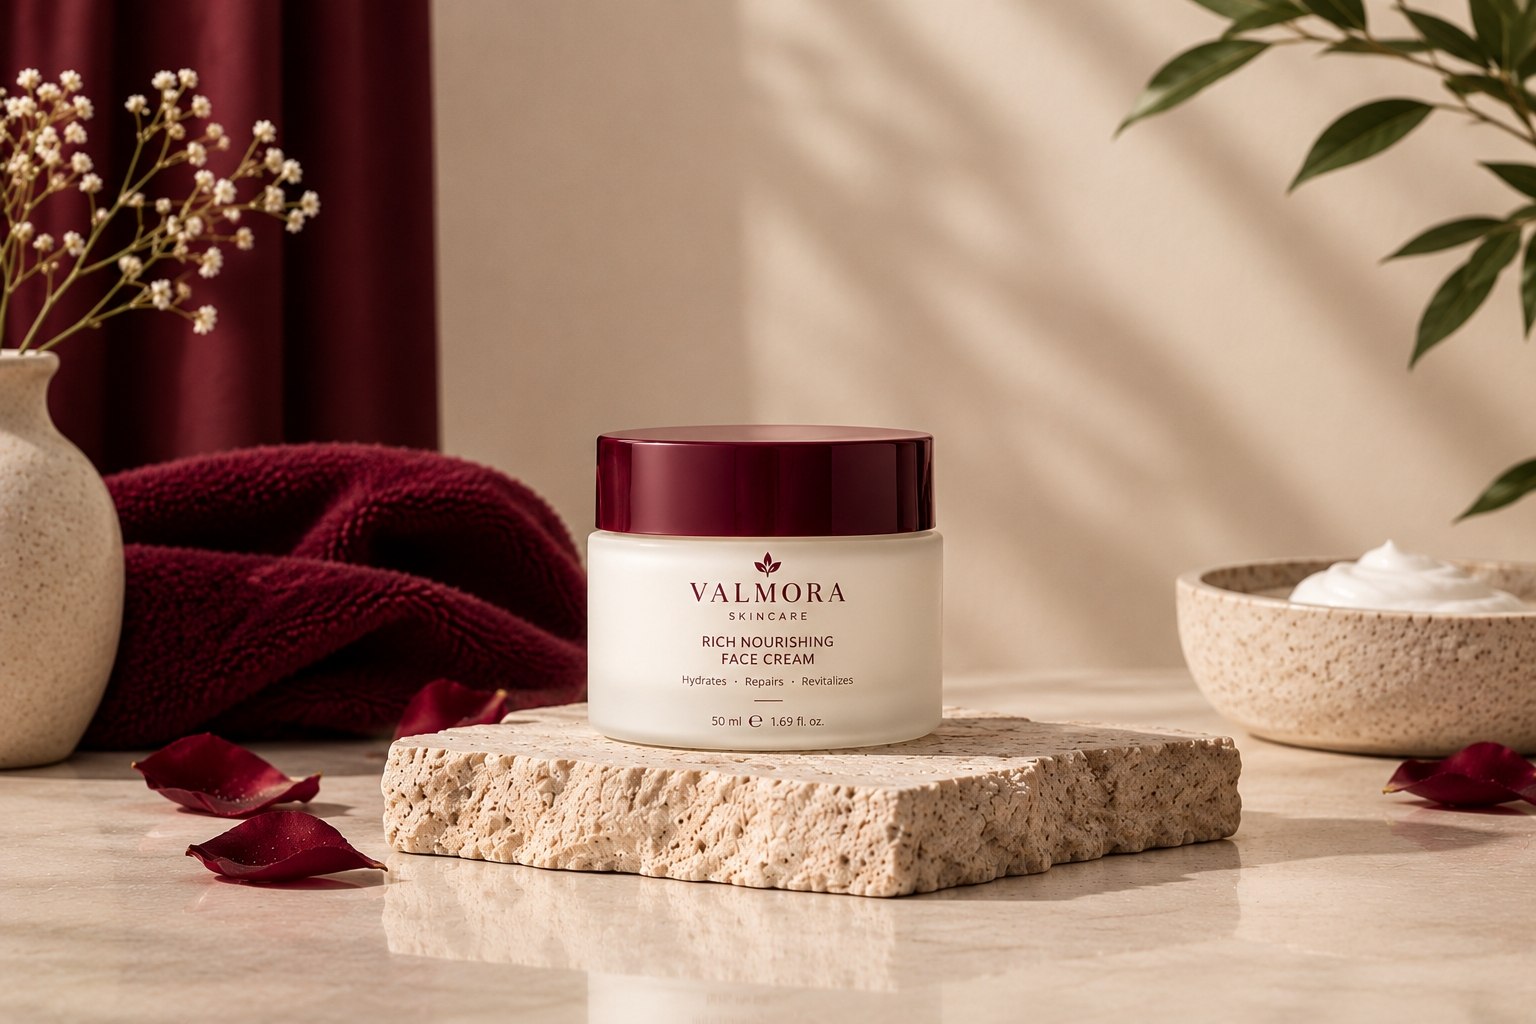 VALMORA
SKINCARE
RICH NOURISHING
FACE CREAM
Hydrates · Repairs · Revitalizes
50 ml ℮ 1.69 fl. oz.